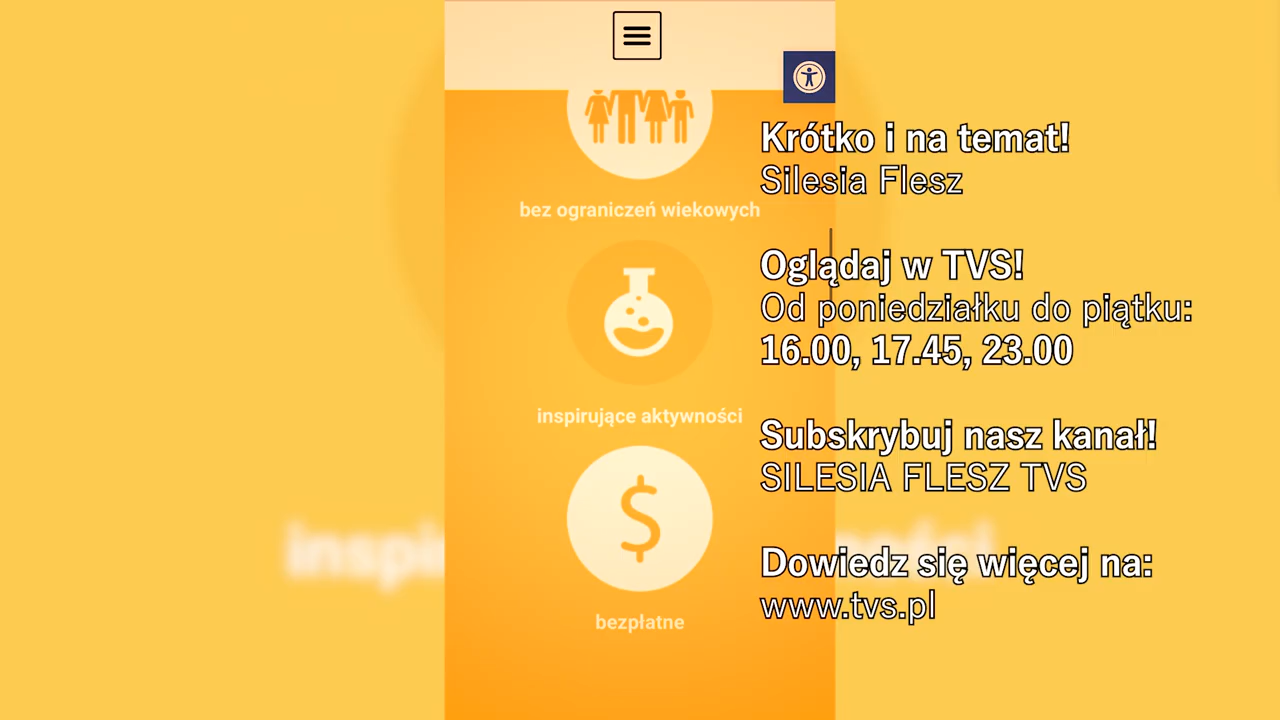 bez ograniczeń wiekowych
inspirujące aktywności
$
bezpłatne
Krótko i na temat!
Silesia Flesz
Oglądaj w TVS!
Od poniedziałku do piątku:
16.00, 17.45, 23.00
Subskrybuj nasz kanał!
SILESIA FLESZ TVS
Dowiedz się więcej na:
www.tvs.pl